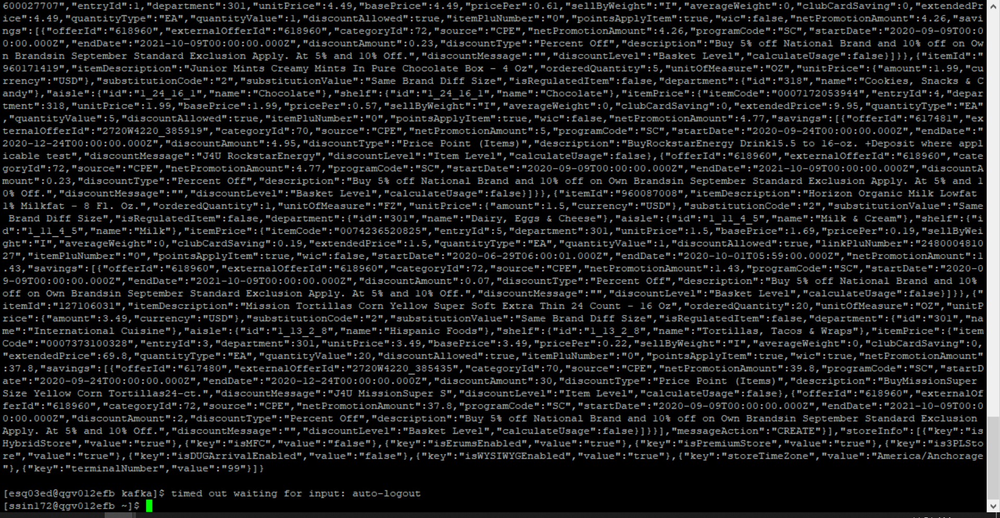 600027707","entryId":1,"department":301,"unitPrice":4.49,"basePrice":4.49,"pricePer":0.61,"sellByWeight":"I","averageWeight":0,"clubCardSaving":0,"extendedPr
ice":4.49,"quantityType":"EA","quantityValue":1,"discountAllowed":true,"itemPluNumber":"0","pointsApplyItem":true,"wic":false,"netPromotionAmount":4.26,"savi
ngs":[{"offerId":"618960","externalOfferId":"618960","categoryId":72,"source":"CPE","netPromotionAmount":4.26,"programCode":"SC","startDate":"2020-09-09T00:0
0:00.000Z","endDate":"2021-10-09T00:00:00.000Z","discountAmount":0.23,"discountType":"Percent Off","description":"Buy 5% off National Brand and 10% off on Ow
n Brandsin September Standard Exclusion Apply. At 5% and 10% Off.","discountMessage":"","discountLevel":"Basket Level","calculateUsage":false}]}},{"itemId":"
960171419","itemDescription":"Junior Mints Creamy Mints In Pure Chocolate Box - 4 Oz","orderedQuantity":5,"unitOfMeasure":"OZ","unitPrice":{"amount":1.99,"cu
rrency":"USD"},"substitutionCode":"2","substitutionValue":"Same Brand Diff Size","isRegulatedItem":false,"department":{"id":"318","name":"Cookies, Snacks & C
andy"},"aisle":{"id":"1_24_16_1","name":"Chocolate"},"shelf":{"id":"1_24_16_1","name":"Chocolate"},"itemPrice":{"itemCode":"0007172053944","entryId":4,"depar
tment":318,"unitPrice":1.99,"basePrice":1.99,"pricePer":0.57,"sellByWeight":"I","averageWeight":0,"clubCardSaving":0,"extendedPrice":9.95,"quantityType":"EA"
,"quantityValue":5,"discountAllowed":true,"itemPluNumber":"0","pointsApplyItem":true,"wic":false,"netPromotionAmount":4.77,"savings":[{"offerId":"617481","ex
ternalOfferId":"2720W4220_385919","categoryId":70,"source":"CPE","netPromotionAmount":5,"programCode":"SC","startDate":"2020-09-24T00:00:00.000Z","endDate":"
2020-12-24T00:00:00.000Z","discountAmount":4.95,"discountType":"Price Point (Items)","description":"BuyRockstarEnergy Drink15.5 to 16-oz. +Deposit where appl
icable test","discountMessage":"J4U RockstarEnergy","discountLevel":"Item Level","calculateUsage":false},{"offerId":"618960","externalOfferId":"618960","cate
goryId":72,"source":"CPE","netPromotionAmount":4.77,"programCode":"SC","startDate":"2020-09-09T00:00:00.000Z","endDate":"2021-10-09T00:00:00.000Z","discountA
mount":0.23,"discountType":"Percent Off","description":"Buy 5% off National Brand and 10% off on Own Brandsin September Standard Exclusion Apply. At 5% and 1
0% Off.","discountMessage":"","discountLevel":"Basket Level","calculateUsage":false}]}},{"itemId":"960087008","itemDescription":"Horizon Organic Milk Lowfat
1% Milkfat - 8 Fl. Oz.","orderedQuantity":1,"unitOfMeasure":"FZ","unitPrice":{"amount":1.5,"currency":"USD"},"substitutionCode":"2","substitutionValue":"Same
 Brand Diff Size","isRegulatedItem":false,"department":{"id":"301","name":"Dairy, Eggs & Cheese"},"aisle":{"id":"1_11_4_5","name":"Milk & Cream"},"shelf":{"i
d":"1_11_4_5","name":"Milk"},"itemPrice":{"itemCode":"0074236520825","entryId":5,"department":301,"unitPrice":1.5,"basePrice":1.69,"pricePer":0.19,"sellByWei
ght":"I","averageWeight":0,"clubCardSaving":0.19,"extendedPrice":1.5,"quantityType":"EA","quantityValue":1,"discountAllowed":true,"linkPluNumber":"2480004810
27","itemPluNumber":"0","pointsApplyItem":true,"wic":false,"startDate":"2020-06-29T06:00:01.000Z","endDate":"2020-10-01T05:59:00.000Z","netPromotionAmount":1
.43,"savings":[{"offerId":"618960","externalOfferId":"618960","categoryId":72,"source":"CPE","netPromotionAmount":1.43,"programCode":"SC","startDate":"2020-0
9-09T00:00:00.000Z","endDate":"2021-10-09T00:00:00.000Z","discountAmount":0.07,"discountType":"Percent Off","description":"Buy 5% off National Brand and 10%
off on Own Brandsin September Standard Exclusion Apply. At 5% and 10% Off.","discountMessage":"","discountLevel":"Basket Level","calculateUsage":false}]}},{"
itemId":"127106031","itemDescription":"Mission Tortillas Corn Yellow Super Soft Extra Thin 24 Count - 16 Oz","orderedQuantity":20,"unitOfMeasure":"OZ","unitP
rice":{"amount":3.49,"currency":"USD"},"substitutionCode":"2","substitutionValue":"Same Brand Diff Size","isRegulatedItem":false,"department":{"id":"301","na
me":"International Cuisine"},"aisle":{"id":"1_13_2_8","name":"Hispanic Foods"},"shelf":{"id":"1_13_2_8","name":"Tortillas, Tacos & Wraps"},"itemPrice":{"item
Code":"0007373100328","entryId":3,"department":301,"unitPrice":3.49,"basePrice":3.49,"pricePer":0.22,"sellByWeight":"I","averageWeight":0,"clubCardSaving":0,
"extendedPrice":69.8,"quantityType":"EA","quantityValue":20,"discountAllowed":true,"itemPluNumber":"0","pointsApplyItem":true,"wic":true,"netPromotionAmount"
:37.8,"savings":[{"offerId":"617480","externalOfferId":"2720W4220_385435","categoryId":70,"source":"CPE","netPromotionAmount":39.8,"programCode":"SC","startD
ate":"2020-09-24T00:00:00.000Z","endDate":"2020-12-24T00:00:00.000Z","discountAmount":30,"discountType":"Price Point (Items)","description":"BuyMissionSuper
Size Yellow Corn Tortillas24-ct.","discountMessage":"J4U MissionSuper S","discountLevel":"Item Level","calculateUsage":false},{"offerId":"618960","externalOf
ferId":"618960","categoryId":72,"source":"CPE","netPromotionAmount":37.8,"programCode":"SC","startDate":"2020-09-09T00:00:00.000Z","endDate":"2021-10-09T00:0
0:00.000Z","discountAmount":2,"discountType":"Percent Off","description":"Buy 5% off National Brand and 10% off on Own Brandsin September Standard Exclusion
Apply. At 5% and 10% Off.","discountMessage":"","discountLevel":"Basket Level","calculateUsage":false}]}}],"messageAction":"CREATE"}],"storeInfo":[{"key":"is
HybridStore","value":"true"},{"key":"isMFC","value":"false"},{"key":"isErumsEnabled","value":"true"},{"key":"isPremiumStore","value":"true"},{"key":"is3PLSto
re","value":"true"},{"key":"isDUGArrivalEnabled","value":"false"},{"key":"isWYSIWYGEnabled","value":"true"},{"key":"storeTimeZone","value":"America/Anchorage
"},{"key":"terminalNumber","value":"99"}]}
[esq03ed@qgv012efb kafka]$ timed out waiting for input: auto-logout
[ssin172@qgv012efb ~]$